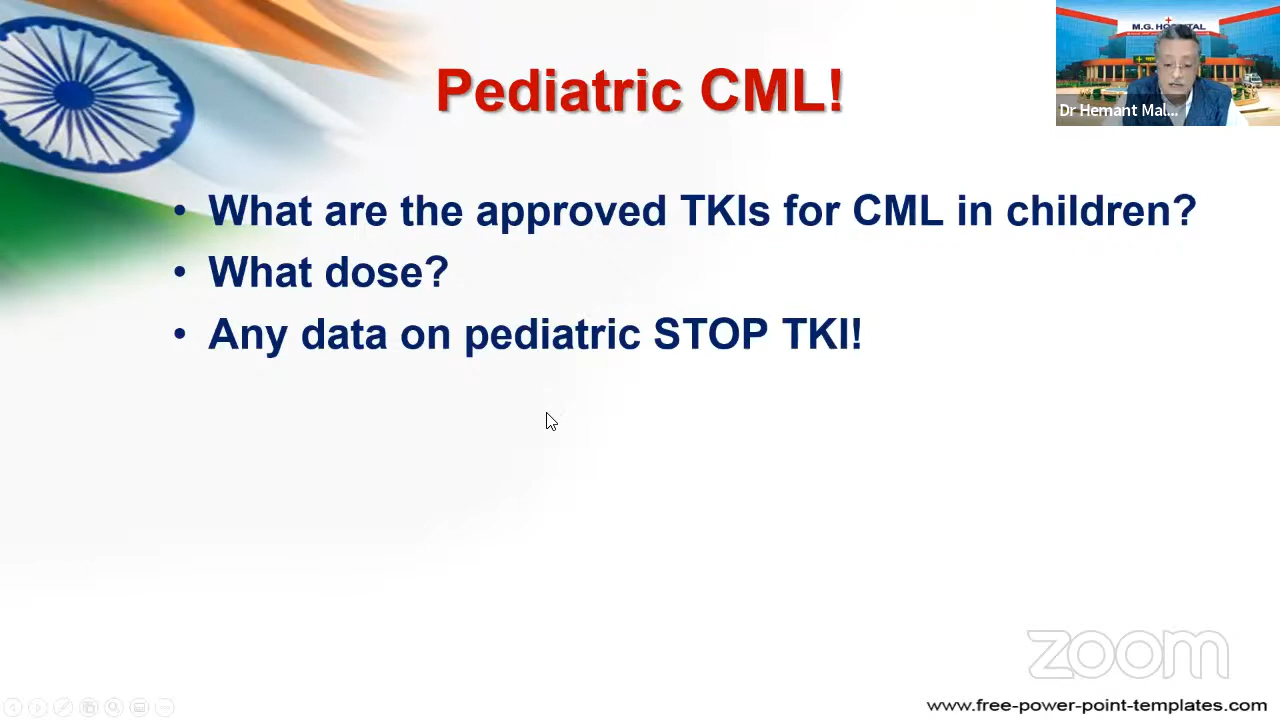 Pediatric CML!
M.G. HOSPITAL
Dr Hemant Mal...
• What are the approved TKIs for CML in children?
• What dose?
• Any data on pediatric STOP TKI!
zoom
www.free-power-point-templates.com